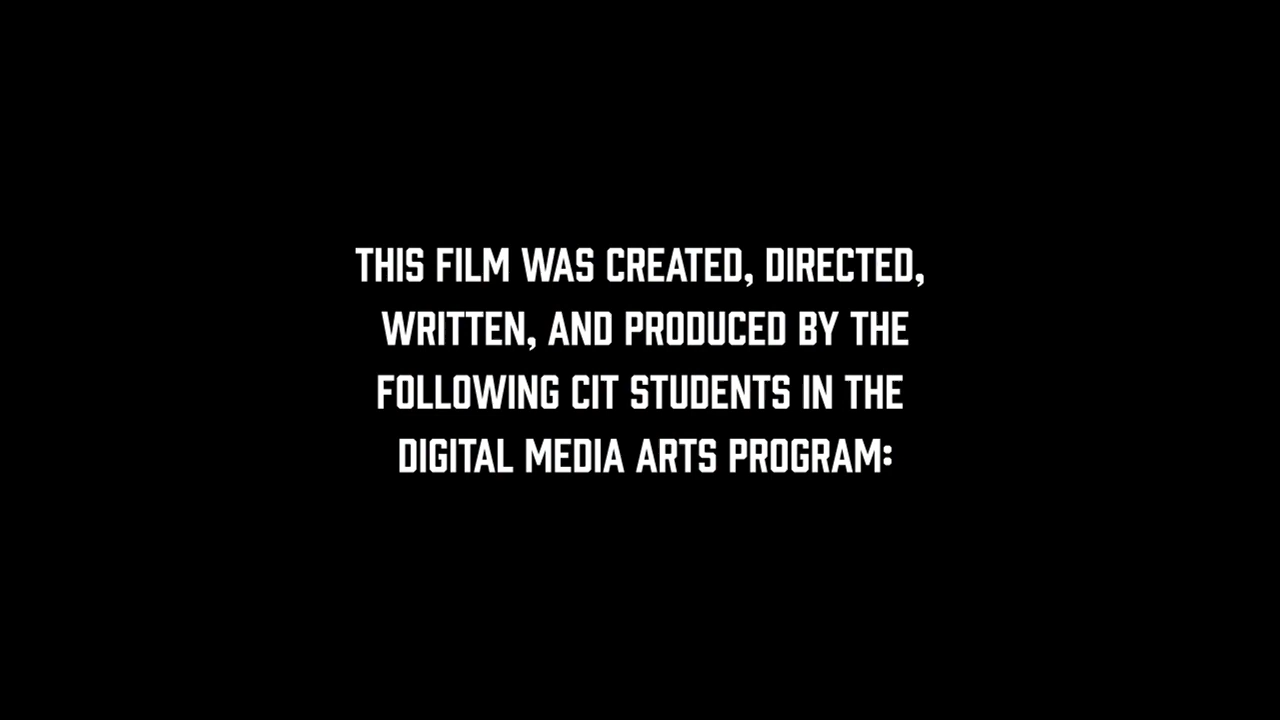 THIS FILM WAS CREATED, DIRECTED,
WRITTEN, AND PRODUCED BY THE
FOLLOWING CIT STUDENTS IN THE
DIGITAL MEDIA ARTS PROGRAM: